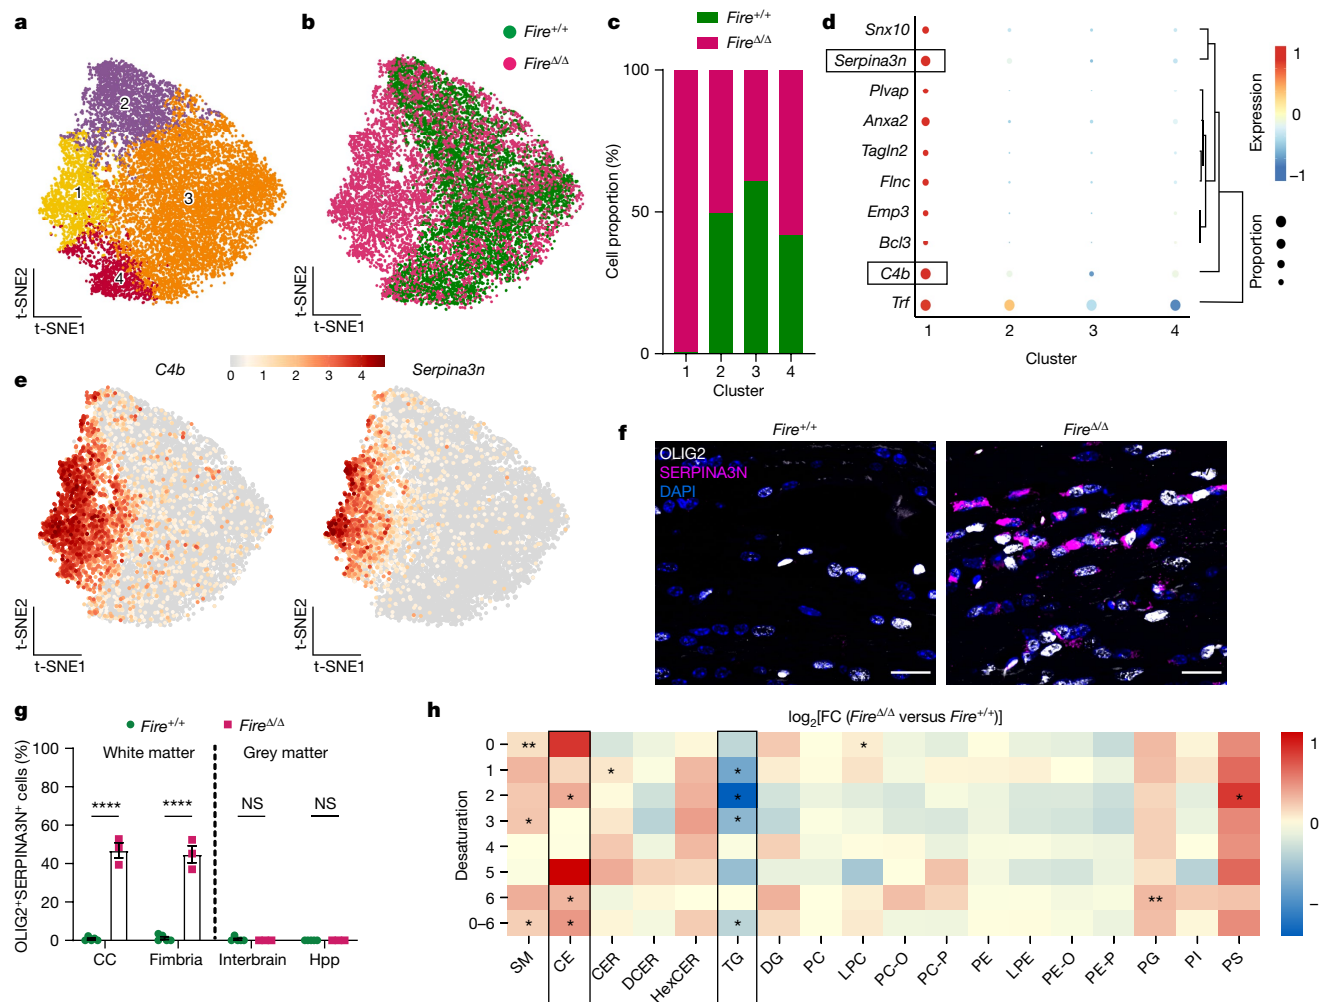 a
2
1
3
4
t-SNE2
t-SNE1
b
Fire+/+
FireΔ/Δ
t-SNE2
t-SNE1
c
Fire+/+
FireΔ/Δ
Cell proportion (%)
100
50
0
1 2 3 4
Cluster
d
Snx10
Serpina3n
Plvap
Anxa2
Tagln2
Flnc
Emp3
Bcl3
C4b
Trf
1 2 3 4
Cluster
Expression
1
0
−1
Proportion
e
C4b
0 1 2 3 4
Serpina3n
t-SNE2
t-SNE1
t-SNE2
t-SNE1
f
Fire+/+
FireΔ/Δ
OLIG2
SERPINA3N
DAPI
g
Fire+/+
FireΔ/Δ
OLIG2+SERPINA3N+ cells (%)
100
80
60
40
20
0
White matter
Grey matter
**** **** NS NS
CC Fimbria Interbrain Hpp
h
log2[FC (FireΔ/Δ versus Fire+/+)]
Desaturation
0 ** *
1 * *
2 * * *
3 * *
4
5
6 * **
0–6 * * *
SM CE CER DCER HexCER TG DG PC LPC PC-O PC-P PE LPE PE-O PE-P PG PI PS
1
0
−